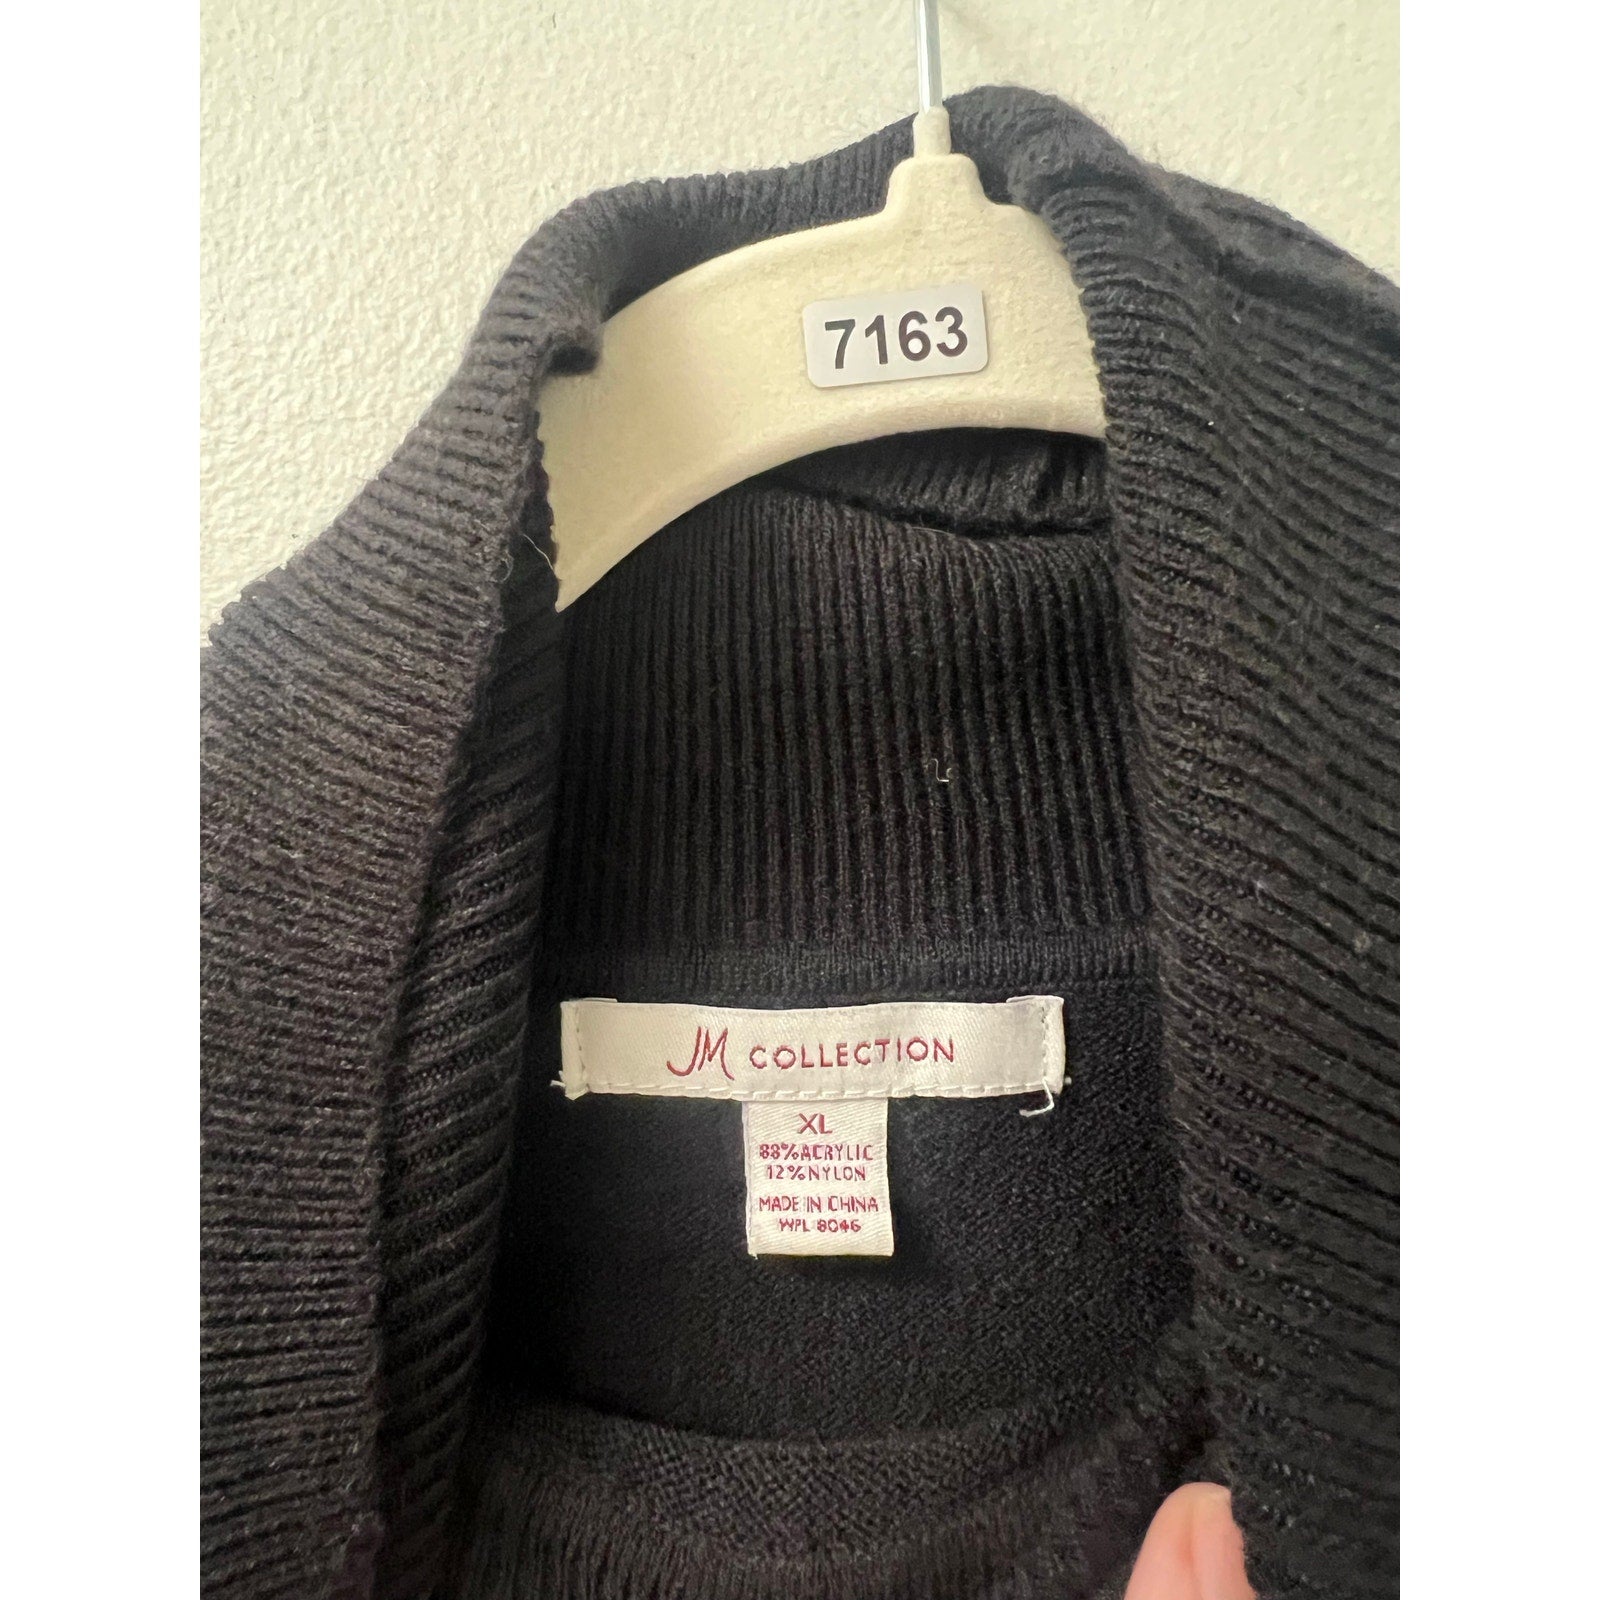 7163
JM COLLECTION
XL
88%ACRYLIC
12%NYLON
MADE IN CHINA
WPL 8046